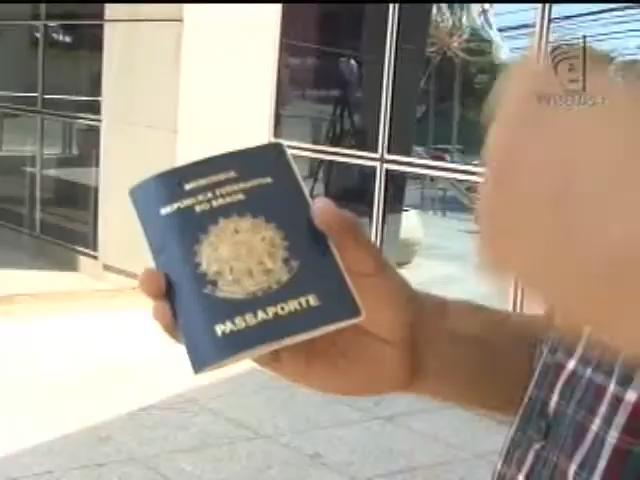 MERCOSUL
REPÚBLICA FEDERATIVA
DO BRASIL
PASSAPORTE